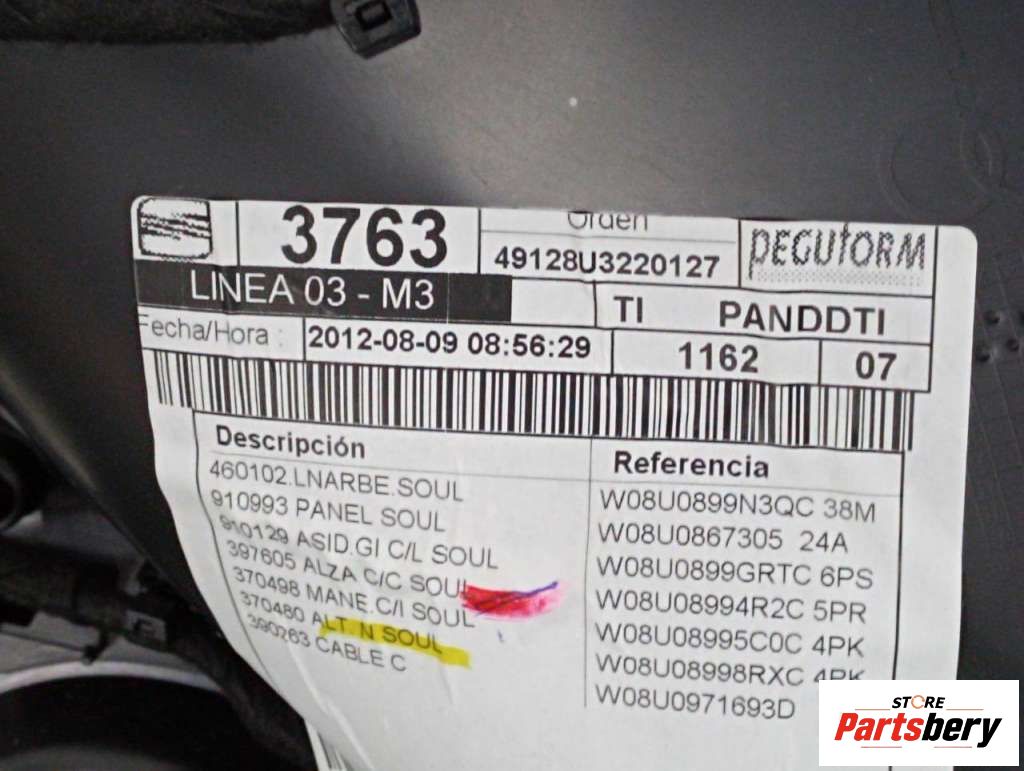 3763
Orden
49128U3220127
PEGUFORM
LINEA 03 - M3
TI PANDDTI
Fecha/Hora :
2012-08-09 08:56:29
1162
07
Descripción
Referencia
460102.LNARBE.SOUL
W08U0899N3QC 38M
910993 PANEL SOUL
W08U0867305 24A
910129 ASID.GI C/L SOUL
W08U0899GRTC 6PS
397605 ALZA C/C SOUL
W08U08994R2C 5PR
370498 MANE.C/I SOUL
W08U08995C0C 4PK
370480 ALT. N SOUL
W08U08998RXC 4PK
390263 CABLE C
W08U0971693D
STORE
Partsbery